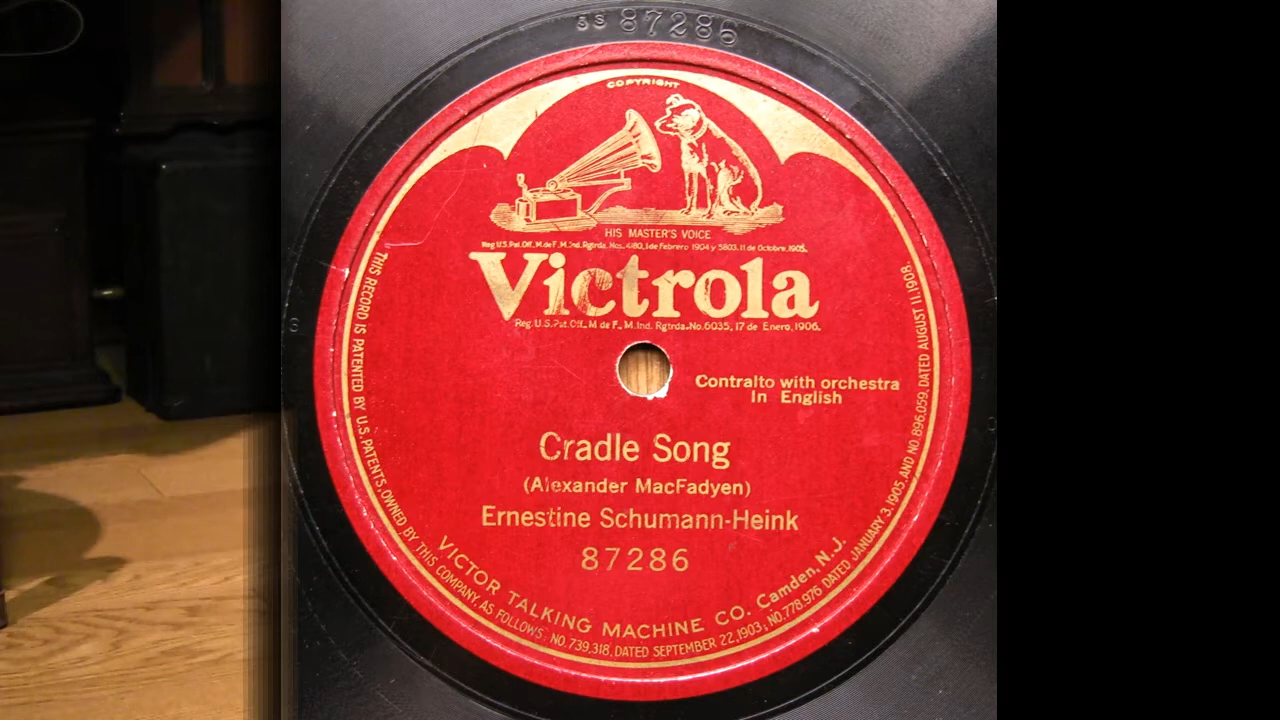 5S 87286
COPYRIGHT
HIS MASTER'S VOICE
Reg. U.S. Pat. Off. M. de F. M. Ind. Rgtrda. Nos. 4180, 1 de Febrero 1904 y 5803, 11 de Octubre, 1905.
Victrola
Reg. U.S. Pat. Off. M de F. M. Ind. Rgtrda. No. 6035, 17 de Enero, 1906.
Contralto with orchestra
In English
Cradle Song
(Alexander MacFadyen)
Ernestine Schumann-Heink
87286
VICTOR TALKING MACHINE CO. Camden, N.J.
THIS RECORD IS PATENTED BY U.S. PATENTS, OWNED BY THIS COMPANY, AS FOLLOWS: NO. 739,318, DATED SEPTEMBER 22, 1903; NO. 778,976 DATED JANUARY 3, 1905, AND NO. 896,059, DATED AUGUST 11, 1908.
6